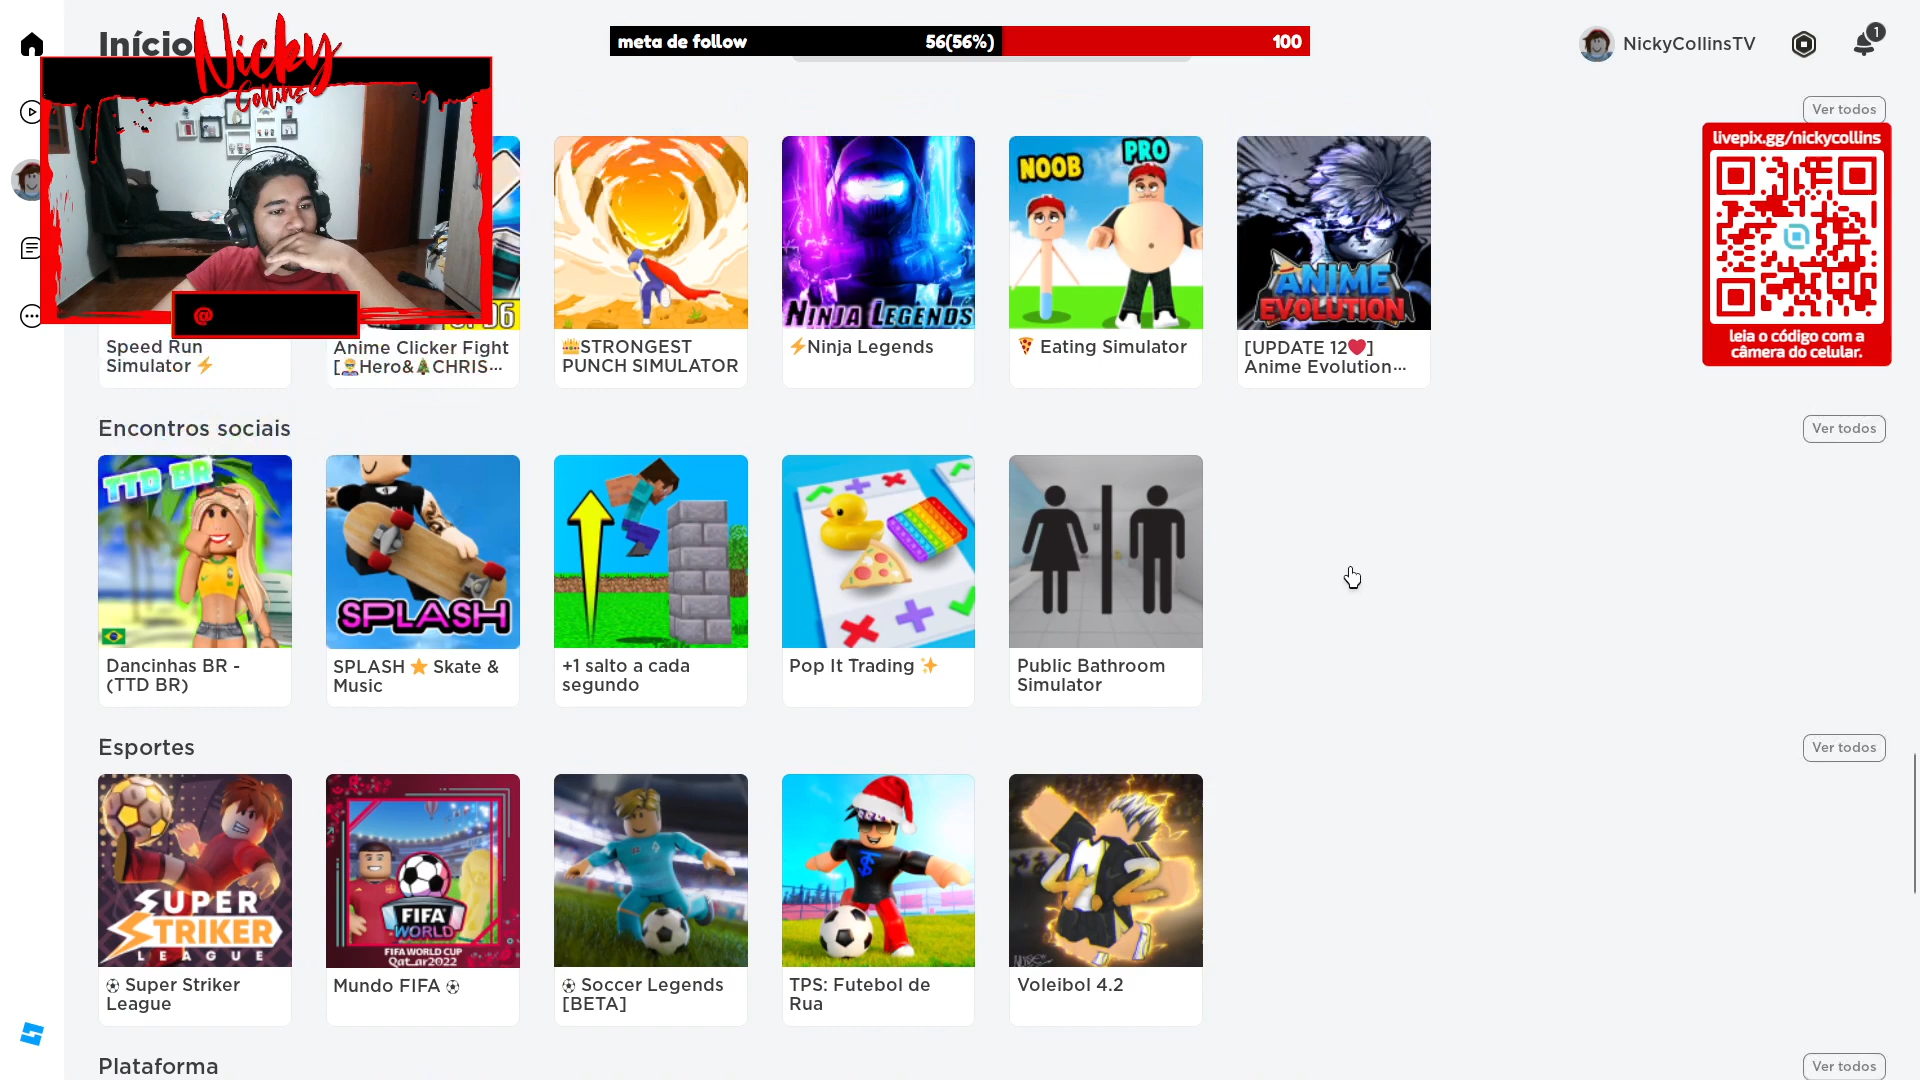 Início
Nicky
Collins
meta de follow 56(56%) 100
NickyCollinsTV
1
Ver todos
livepix.gg/nickycollins
leia o código com a
câmera do celular.
@
NOOB
PRO
NINJA LEGENDS
ANIME
EVOLUTION
Speed Run
Simulator ⚡
Anime Clicker Fight
[🦸Hero&🎄CHRIS...
👑STRONGEST
PUNCH SIMULATOR
⚡Ninja Legends
🍕 Eating Simulator
[UPDATE 12❤️]
Anime Evolution...
Encontros sociais
Ver todos
TTD BR
SPLASH
Dancinhas BR -
(TTD BR)
SPLASH ⭐ Skate &
Music
+1 salto a cada
segundo
Pop It Trading ✨
Public Bathroom
Simulator
Esportes
Ver todos
SUPER
STRIKER
LEAGUE
FIFA
WORLD
FIFA WORLD CUP
Qatar2022
4.2
⚽ Super Striker
League
Mundo FIFA ⚽
⚽ Soccer Legends
[BETA]
TPS: Futebol de
Rua
Voleibol 4.2
Plataforma
Ver todos